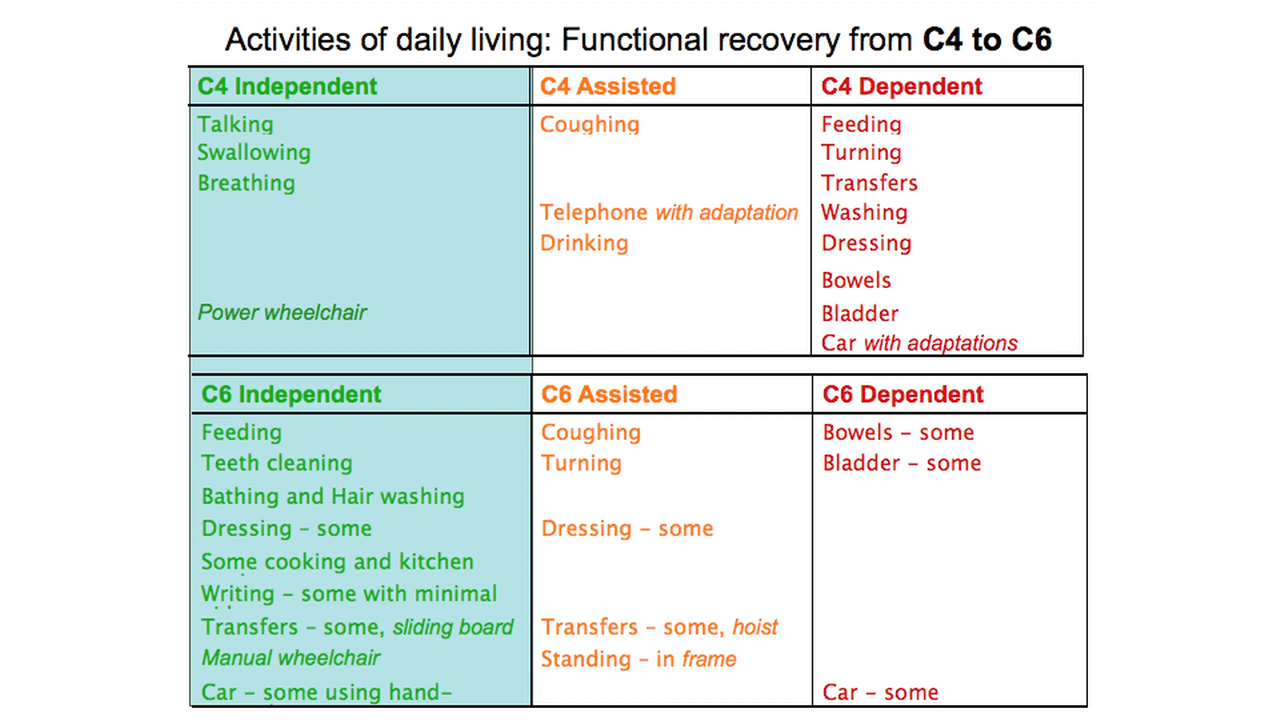 Activities of daily living: Functional recovery from C4 to C6
C4 Independent C4 Assisted C4 Dependent
Talking Coughing Feeding
Swallowing Turning
Breathing Transfers
Telephone with adaptation Washing
Drinking Dressing
Bowels
Power wheelchair Bladder
Car with adaptations
C6 Independent C6 Assisted C6 Dependent
Feeding Coughing Bowels – some
Teeth cleaning Turning Bladder – some
Bathing and Hair washing
Dressing – some Dressing – some
Some cooking and kitchen
Writing – some with minimal
Transfers – some, sliding board Transfers – some, hoist
Manual wheelchair Standing – in frame
Car – some using hand– Car – some